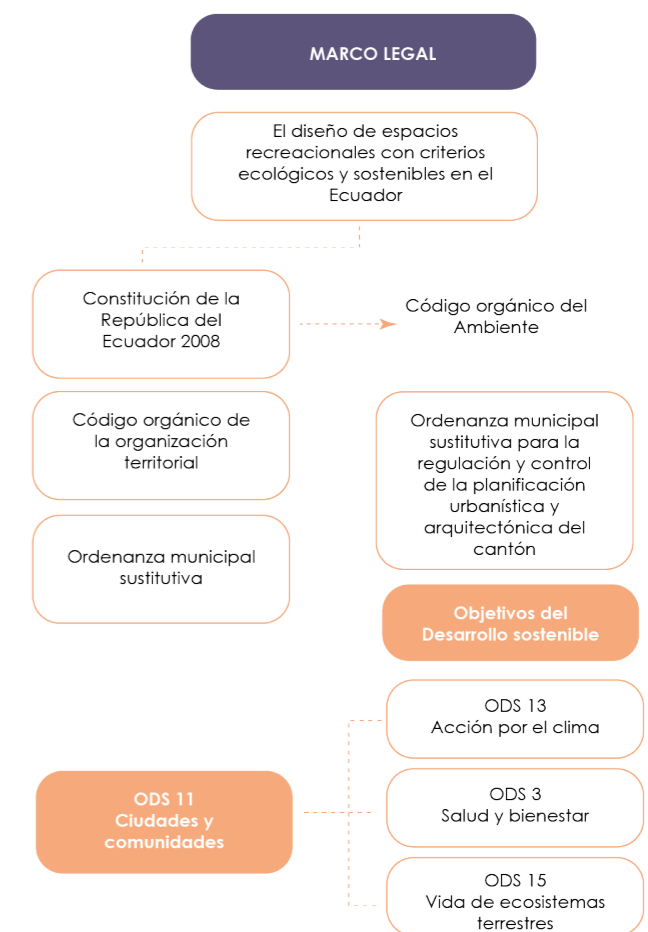 MARCO LEGAL
El diseño de espacios
recreacionales con criterios
ecológicos y sostenibles en el
Ecuador
Constitución de la
República del
Ecuador 2008
Código orgánico del
Ambiente
Código orgánico de
la organización
territorial
Ordenanza municipal
sustitutiva para la
regulación y control
de la planificación
urbanística y
arquitectónica del
cantón
Ordenanza municipal
sustitutiva
Objetivos del
Desarrollo sostenible
ODS 13
Acción por el clima
ODS 11
Ciudades y
comunidades
ODS 3
Salud y bienestar
ODS 15
Vida de ecosistemas
terrestres